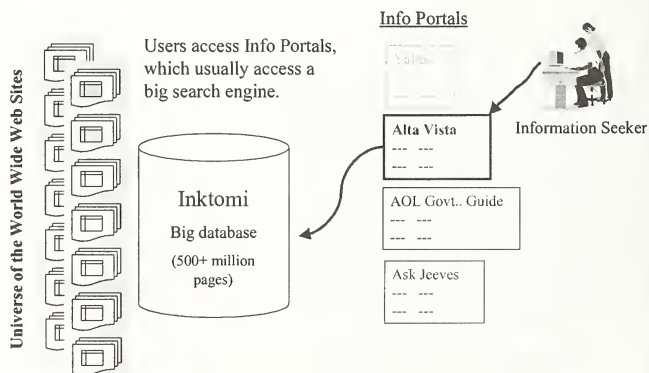 Universe of the World Wide Web Sites
Users access Info Portals,
which usually access a
big search engine.
Inktomi
Big database
(500+ million
pages)
Info Portals
--- ---
--- ---
Alta Vista
--- ---
--- ---
AOL Govt.. Guide
--- ---
--- ---
Ask Jeeves
--- ---
--- ---
Information Seeker